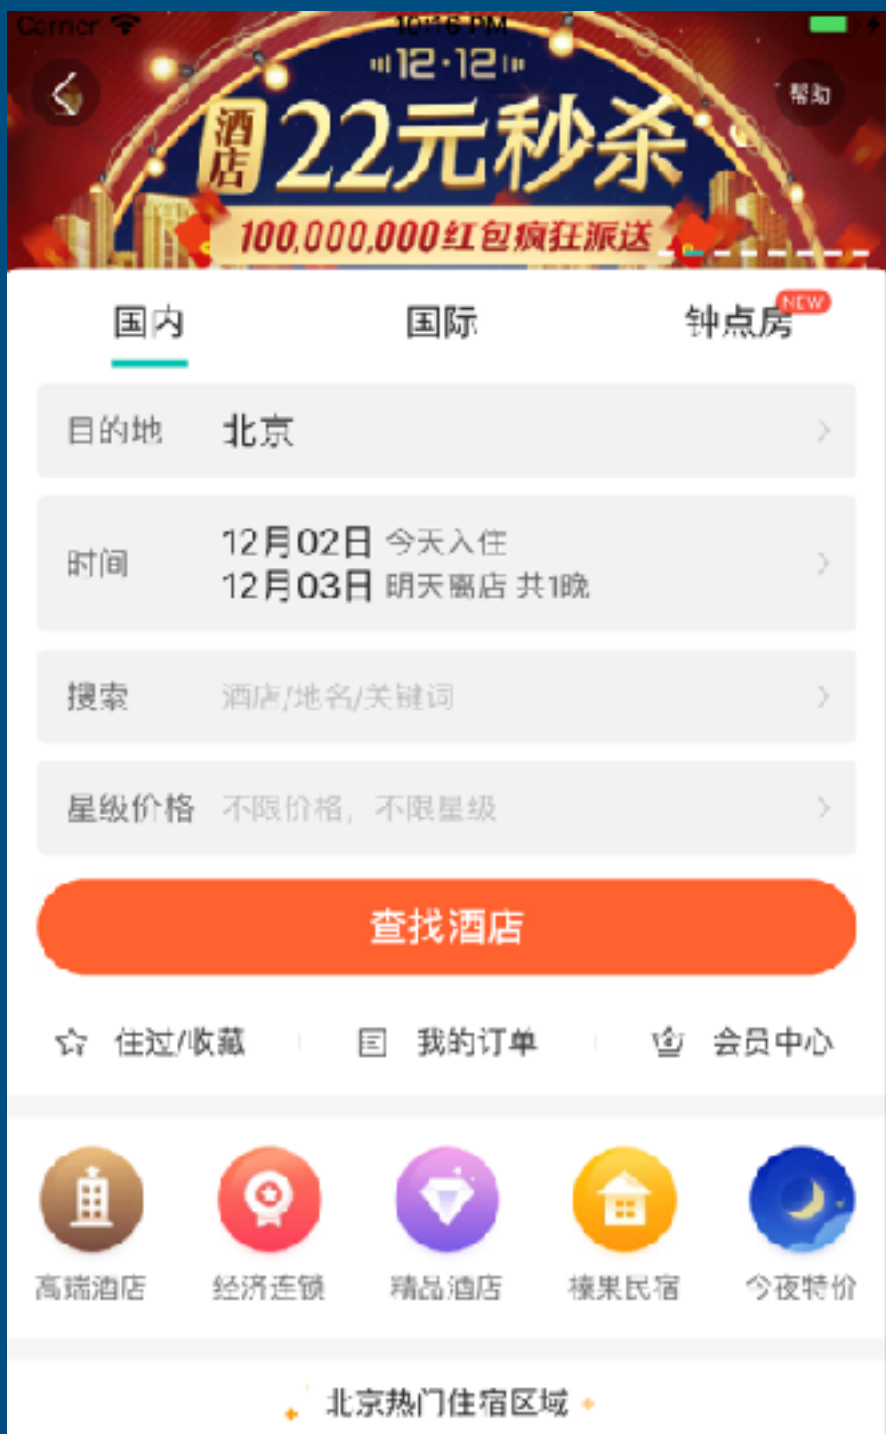 Carrier 10:16 PM
12·12
帮助
酒店 22元秒杀
100,000,000红包疯狂派送
国内 国际 钟点房 NEW
目的地 北京
12月02日 今天入住
时间
12月03日 明天离店 共1晚
搜索 酒店/地名/关键词
星级价格 不限价格，不限星级
查找酒店
住过/收藏 我的订单 会员中心
高端酒店 经济连锁 精品酒店 榛果民宿 今夜特价
北京热门住宿区域